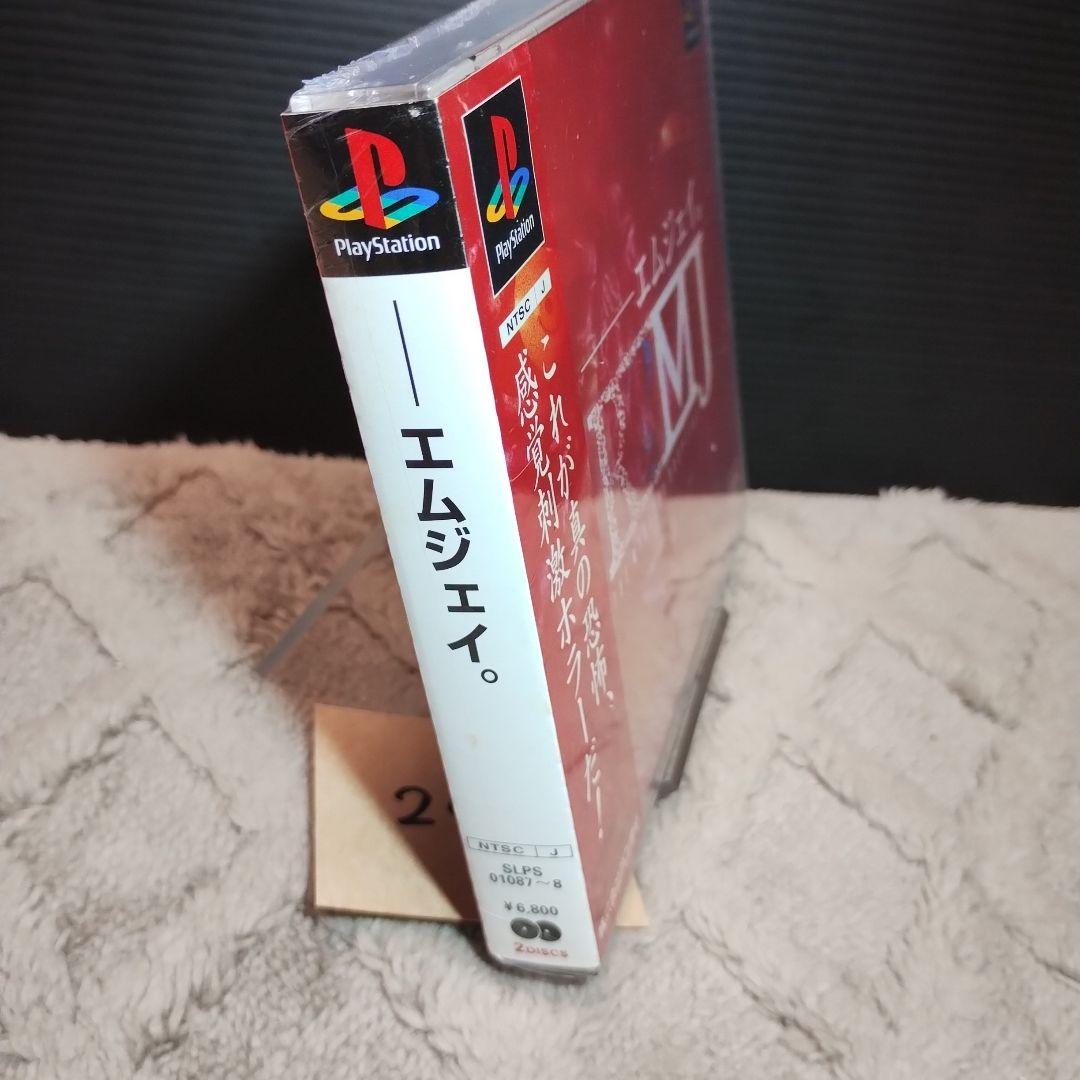 PlayStation
エムジェイ。
NTSC J
SLPS
01087～8
￥6,800
2DISCS
PlayStation
NTSC J
これが真の恐怖、
感覚刺激ホラーだ！
エムジェイ。
MJ